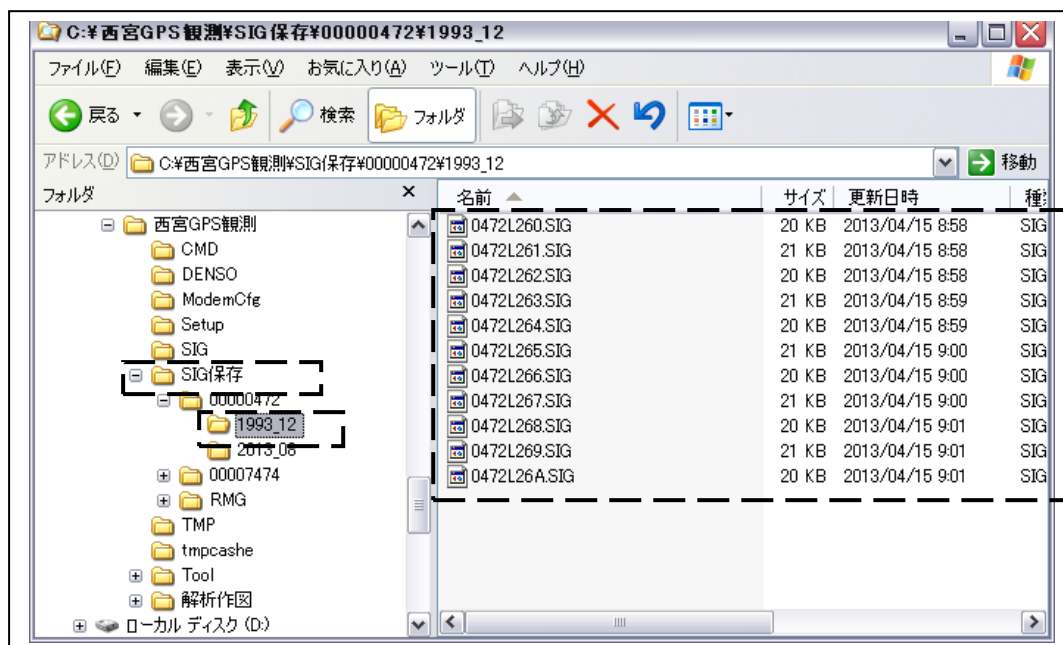 C:¥西宮GPS観測¥SIG保存¥00000472¥1993_12
ファイル(F) 編集(E) 表示(V) お気に入り(A) ツール(T) ヘルプ(H)
戻る 検索 フォルダ
アドレス(D) C:¥西宮GPS観測¥SIG保存¥00000472¥1993_12 移動
フォルダ ×
西宮GPS観測
CMD
DENSO
ModemCfg
Setup
SIG
SIG保存
00000472
1993_12
2013_08
00007474
RMG
TMP
tmpcashe
Tool
解析作図
ローカル ディスク (D:)
名前 サイズ 更新日時 種
0472L260.SIG 20 KB 2013/04/15 8:58 SIG
0472L261.SIG 21 KB 2013/04/15 8:58 SIG
0472L262.SIG 20 KB 2013/04/15 8:58 SIG
0472L263.SIG 21 KB 2013/04/15 8:59 SIG
0472L264.SIG 20 KB 2013/04/15 8:59 SIG
0472L265.SIG 21 KB 2013/04/15 9:00 SIG
0472L266.SIG 20 KB 2013/04/15 9:00 SIG
0472L267.SIG 21 KB 2013/04/15 9:00 SIG
0472L268.SIG 20 KB 2013/04/15 9:01 SIG
0472L269.SIG 21 KB 2013/04/15 9:01 SIG
0472L26A.SIG 20 KB 2013/04/15 9:01 SIG